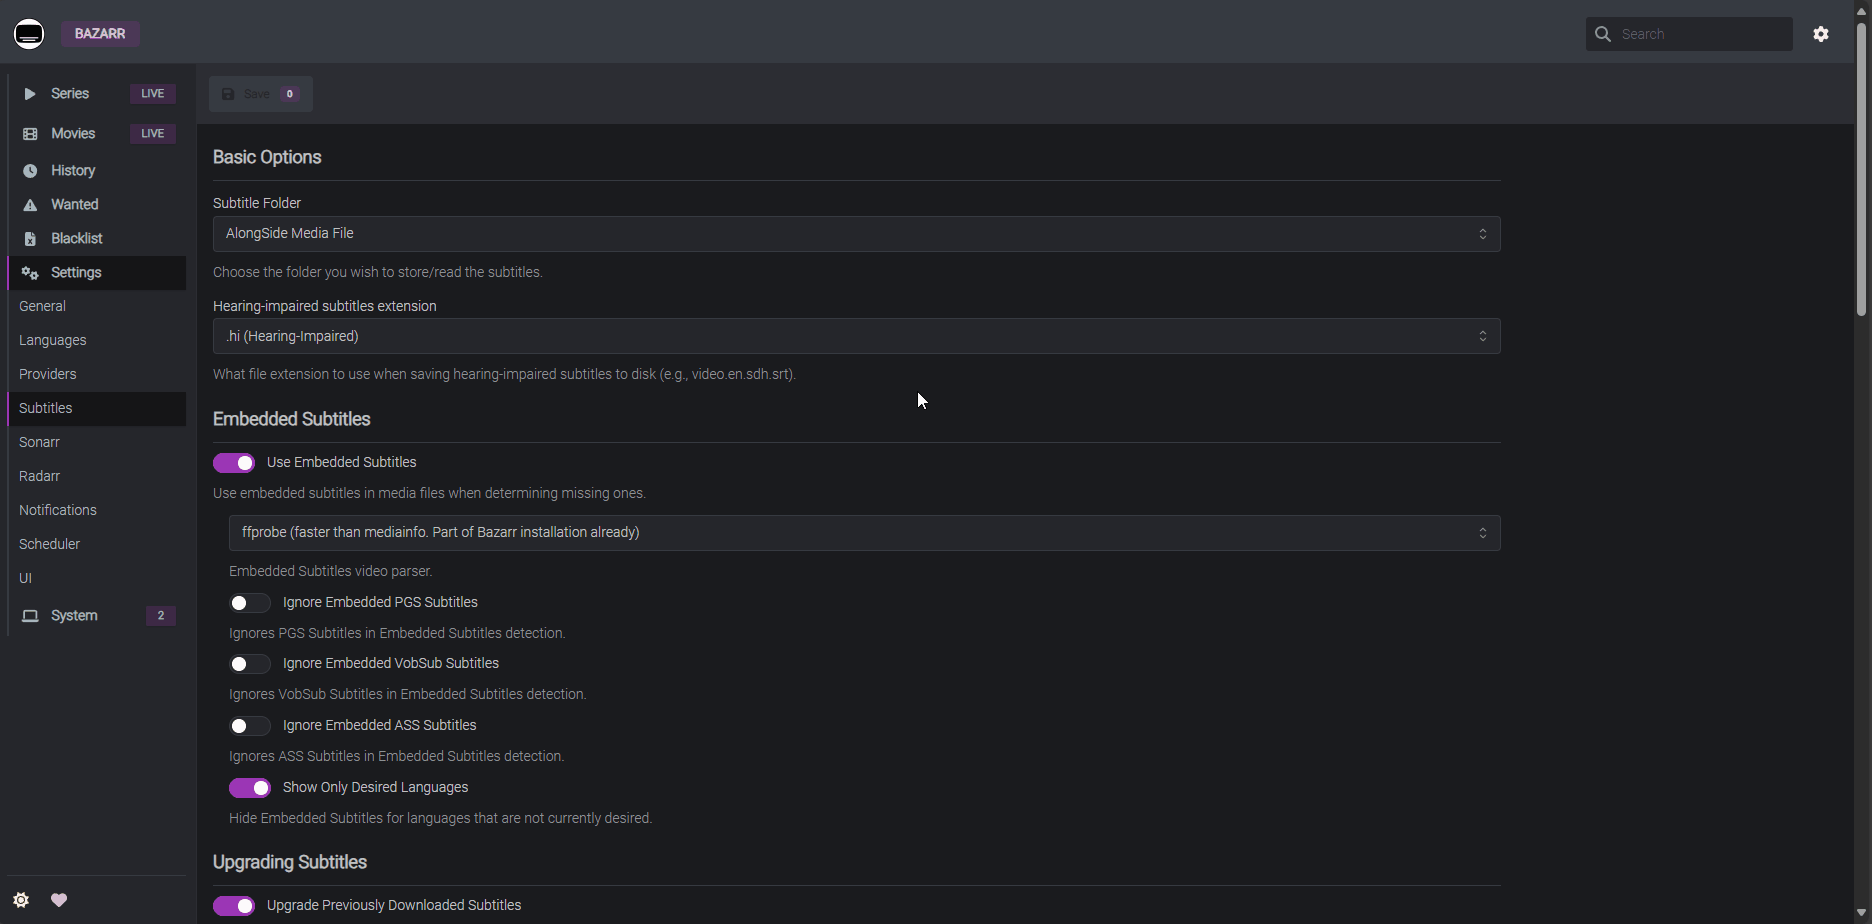 BAZARR
Search
Series LIVE
Movies LIVE
History
Wanted
Blacklist
Settings
General
Languages
Providers
Subtitles
Sonarr
Radarr
Notifications
Scheduler
UI
System 2
Save 0
Basic Options
Subtitle Folder
AlongSide Media File
Choose the folder you wish to store/read the subtitles.
Hearing-impaired subtitles extension
.hi (Hearing-Impaired)
What file extension to use when saving hearing-impaired subtitles to disk (e.g., video.en.sdh.srt).
Embedded Subtitles
Use Embedded Subtitles
Use embedded subtitles in media files when determining missing ones.
ffprobe (faster than mediainfo. Part of Bazarr installation already)
Embedded Subtitles video parser.
Ignore Embedded PGS Subtitles
Ignores PGS Subtitles in Embedded Subtitles detection.
Ignore Embedded VobSub Subtitles
Ignores VobSub Subtitles in Embedded Subtitles detection.
Ignore Embedded ASS Subtitles
Ignores ASS Subtitles in Embedded Subtitles detection.
Show Only Desired Languages
Hide Embedded Subtitles for languages that are not currently desired.
Upgrading Subtitles
Upgrade Previously Downloaded Subtitles